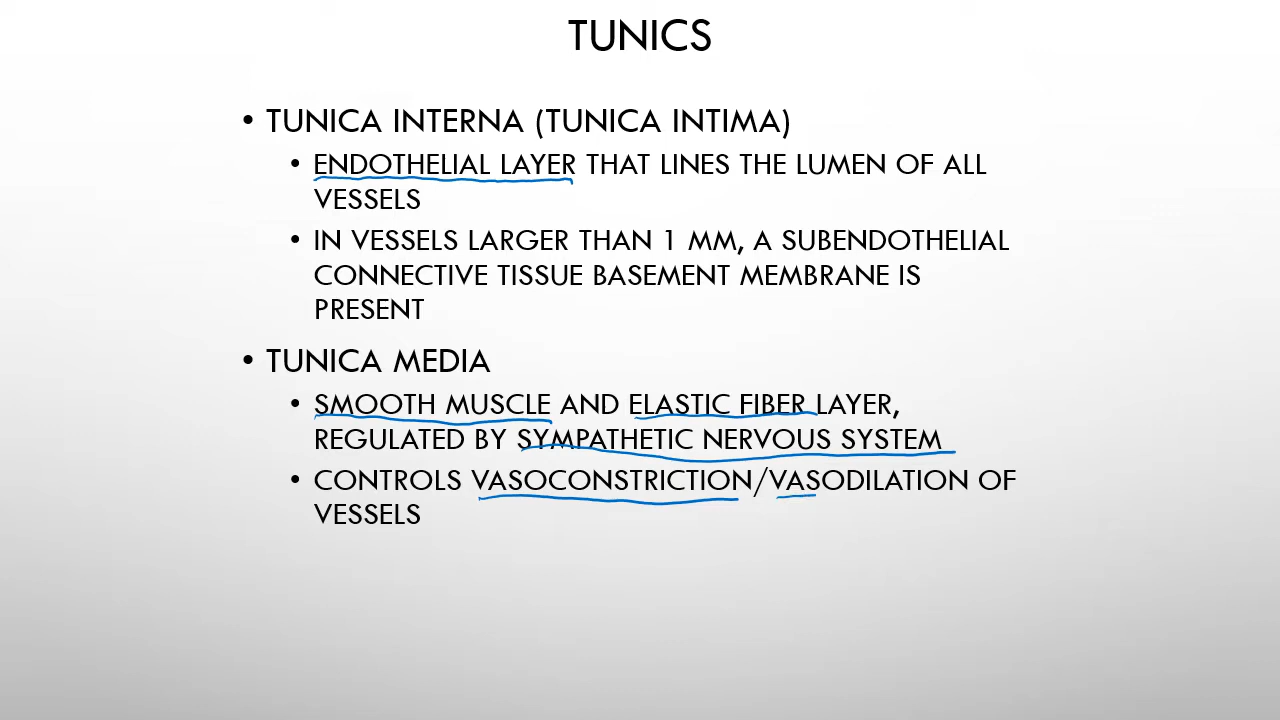 TUNICS
• TUNICA INTERNA (TUNICA INTIMA)
• ENDOTHELIAL LAYER THAT LINES THE LUMEN OF ALL
VESSELS
• IN VESSELS LARGER THAN 1 MM, A SUBENDOTHELIAL
CONNECTIVE TISSUE BASEMENT MEMBRANE IS
PRESENT
• TUNICA MEDIA
• SMOOTH MUSCLE AND ELASTIC FIBER LAYER,
REGULATED BY SYMPATHETIC NERVOUS SYSTEM
• CONTROLS VASOCONSTRICTION/VASODILATION OF
VESSELS